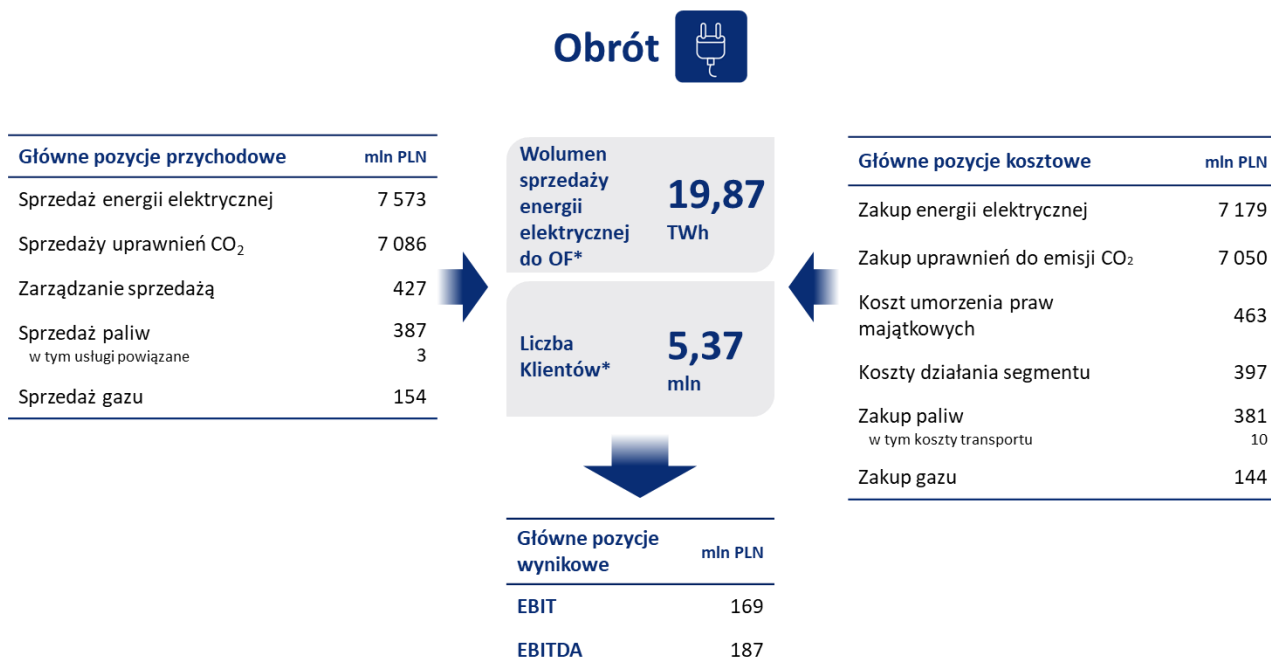 Obrót
Główne pozycje przychodowe mln PLN
Sprzedaż energii elektrycznej 7 573
Sprzedaży uprawnień CO₂ 7 086
Zarządzanie sprzedażą 427
Sprzedaż paliw 387
w tym usługi powiązane 3
Sprzedaż gazu 154
Wolumen
sprzedaży
energii
elektrycznej
do OF*
19,87
TWh
Liczba
Klientów*
5,37
mln
Główne pozycje kosztowe mln PLN
Zakup energii elektrycznej 7 179
Zakup uprawnień do emisji CO₂ 7 050
Koszt umorzenia praw
majątkowych 463
Koszty działania segmentu 397
Zakup paliw 381
w tym koszty transportu 10
Zakup gazu 144
Główne pozycje
wynikowe mln PLN
EBIT 169
EBITDA 187